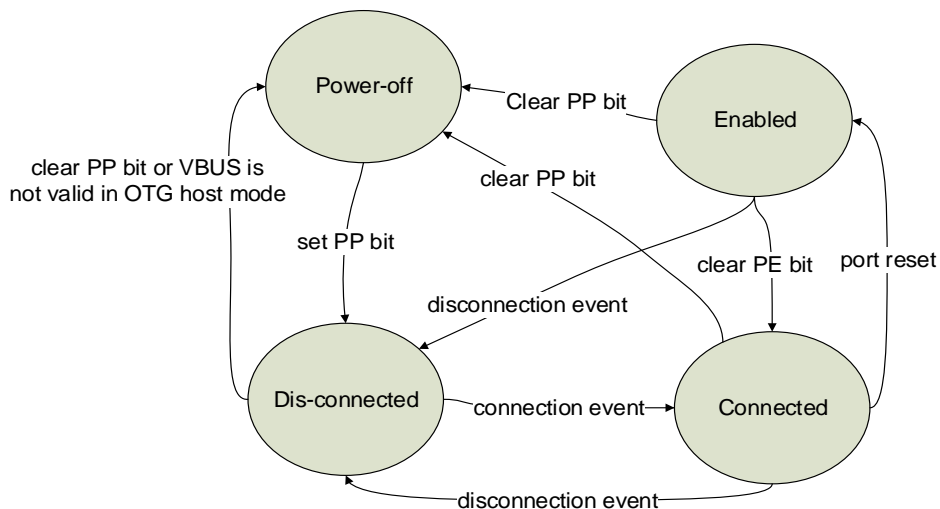 Power-off
Enabled
Clear PP bit
clear PP bit or VBUS is
not valid in OTG host mode
clear PP bit
set PP bit
clear PE bit
port reset
disconnection event
Dis-connected
connection event
Connected
disconnection event